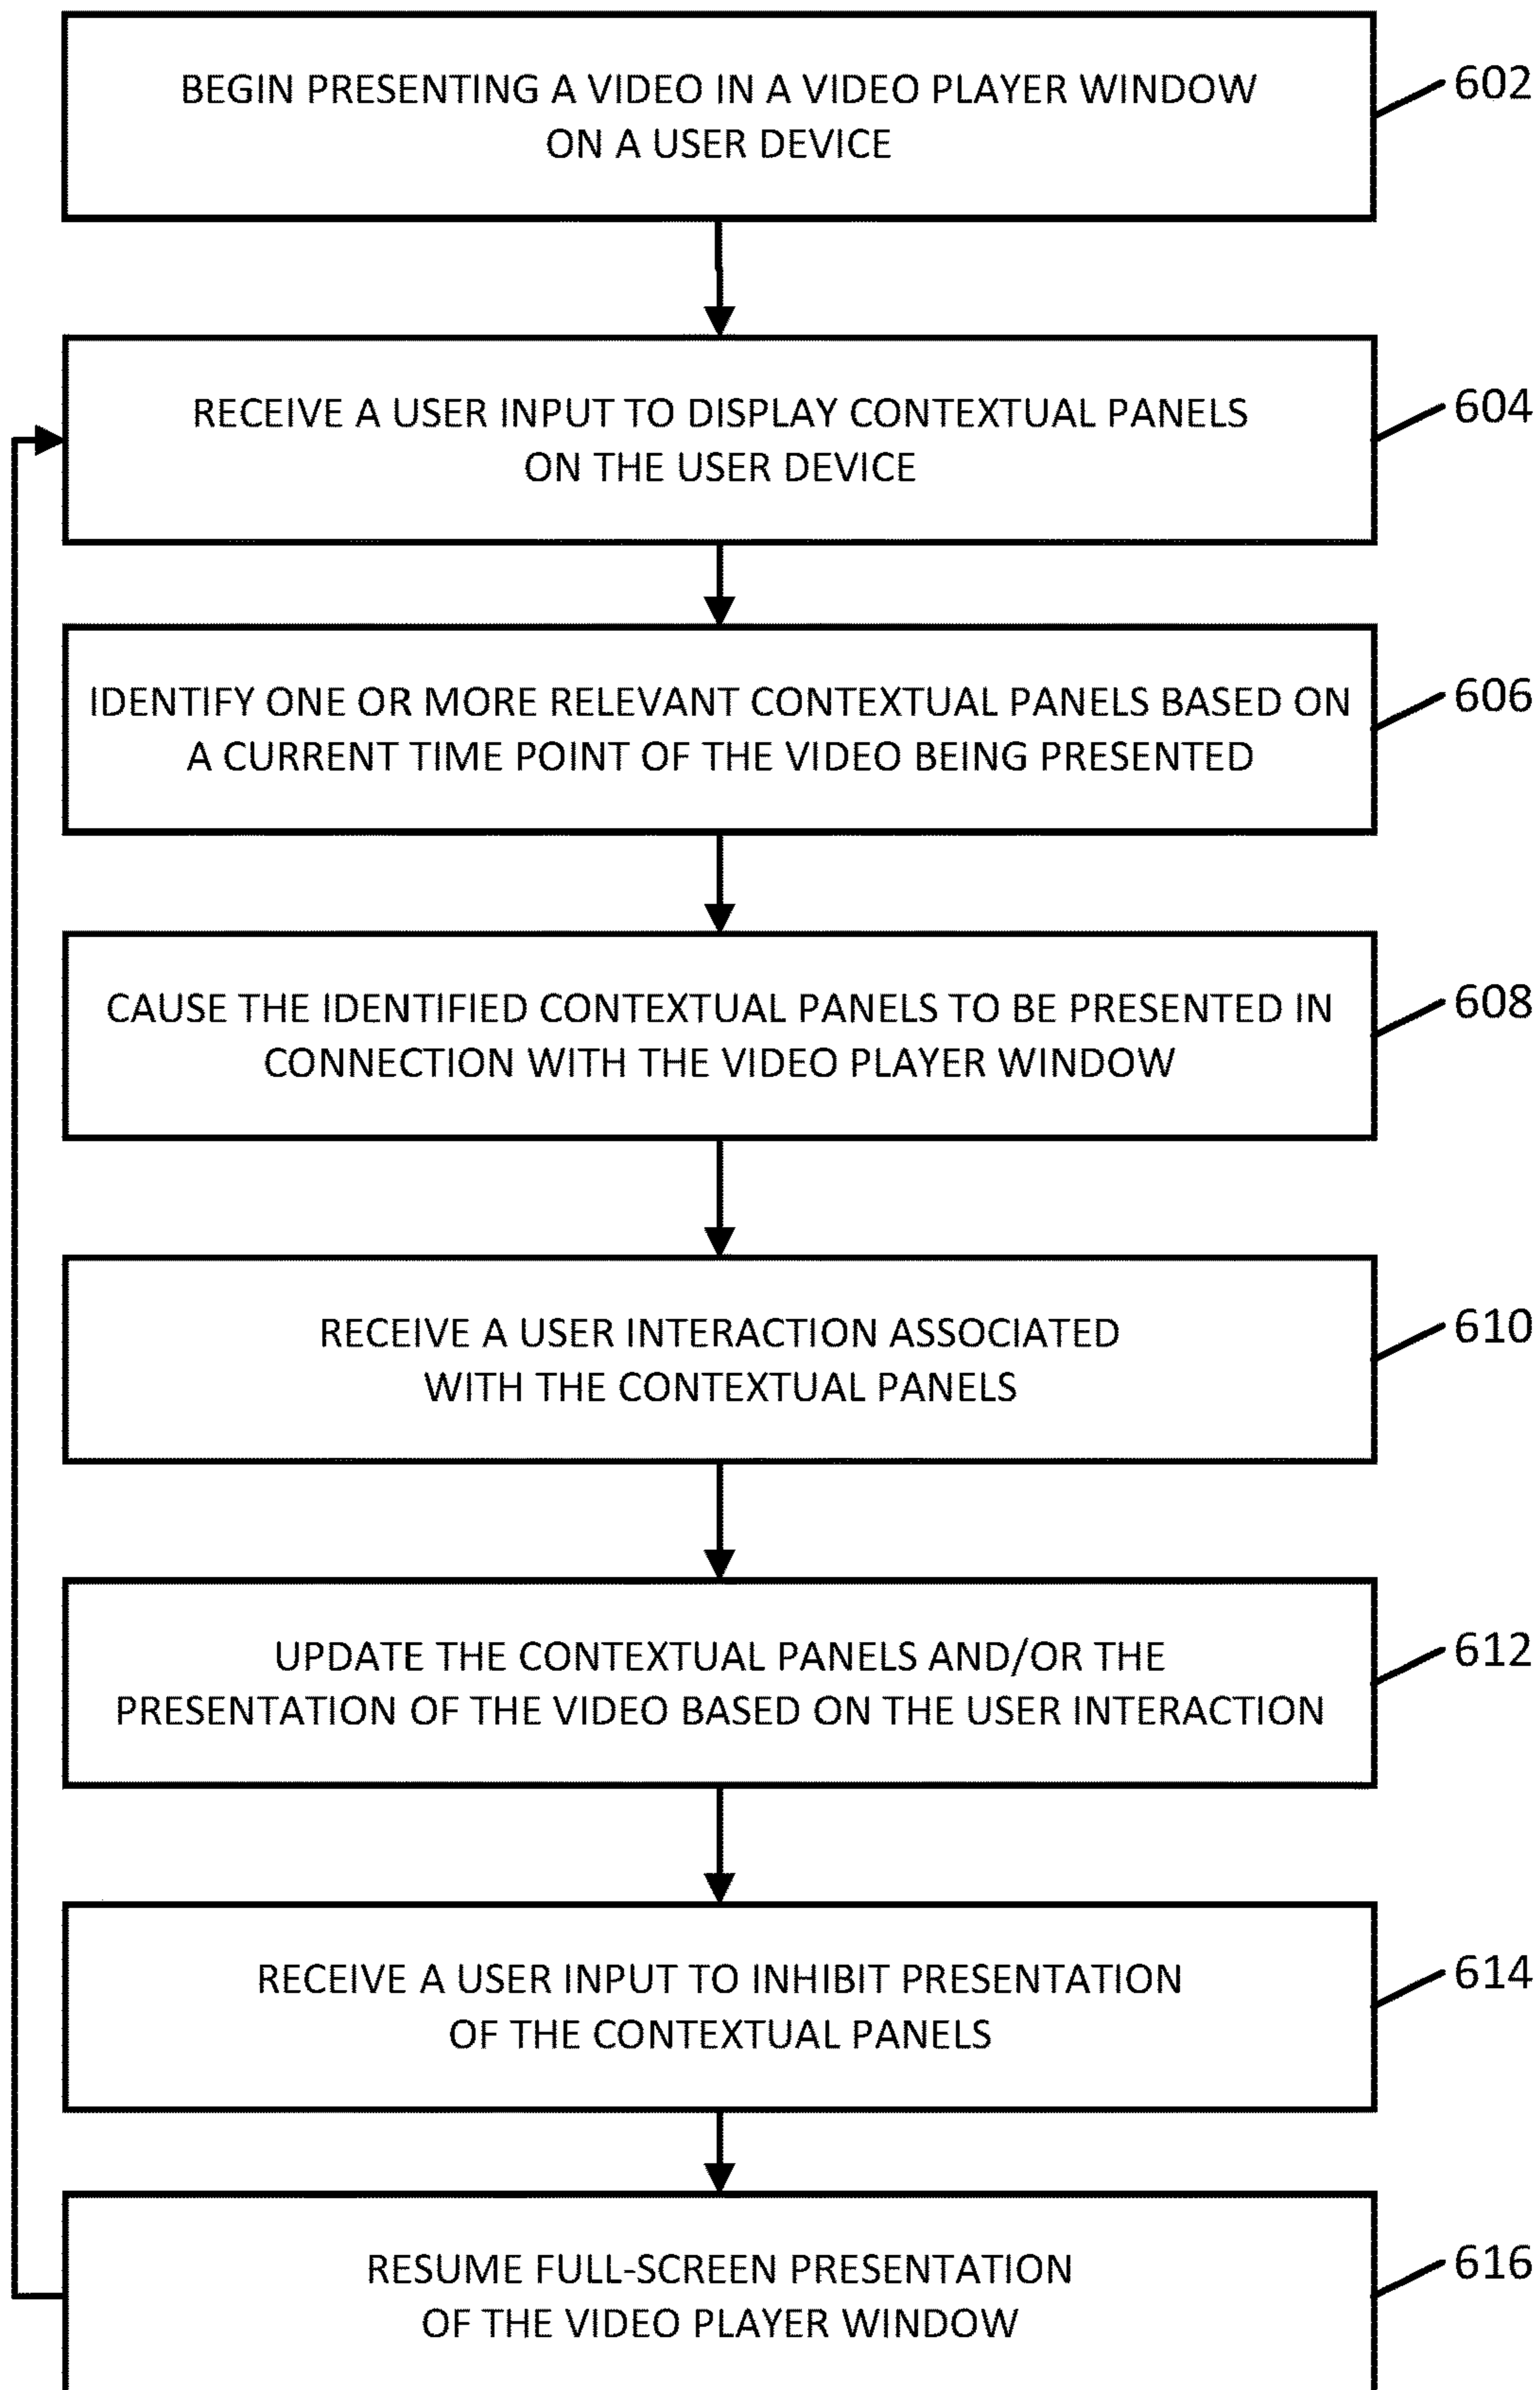 BEGIN PRESENTING A VIDEO IN A VIDEO PLAYER WINDOW
ON A USER DEVICE
602
RECEIVE A USER INPUT TO DISPLAY CONTEXTUAL PANELS
ON THE USER DEVICE
604
IDENTIFY ONE OR MORE RELEVANT CONTEXTUAL PANELS BASED ON
A CURRENT TIME POINT OF THE VIDEO BEING PRESENTED
606
CAUSE THE IDENTIFIED CONTEXTUAL PANELS TO BE PRESENTED IN
CONNECTION WITH THE VIDEO PLAYER WINDOW
608
RECEIVE A USER INTERACTION ASSOCIATED
WITH THE CONTEXTUAL PANELS
610
UPDATE THE CONTEXTUAL PANELS AND/OR THE
PRESENTATION OF THE VIDEO BASED ON THE USER INTERACTION
612
RECEIVE A USER INPUT TO INHIBIT PRESENTATION
OF THE CONTEXTUAL PANELS
614
RESUME FULL-SCREEN PRESENTATION
OF THE VIDEO PLAYER WINDOW
616